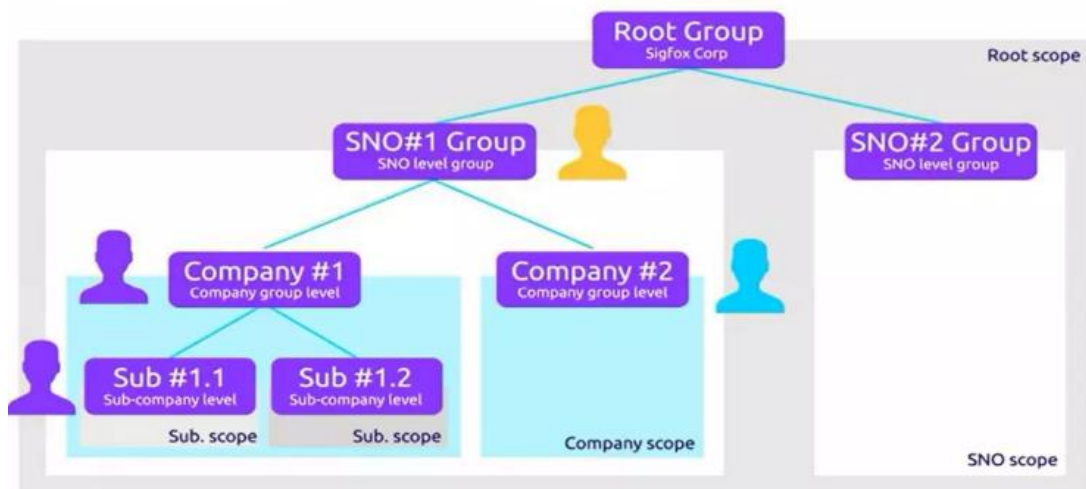 Root Group
Sigfox Corp
Root scope
SNO#1 Group
SNO level group
SNO#2 Group
SNO level group
Company #1
Company group level
Company #2
Company group level
Sub #1.1
Sub-company level
Sub #1.2
Sub-company level
Sub. scope
Sub. scope
Company scope
SNO scope